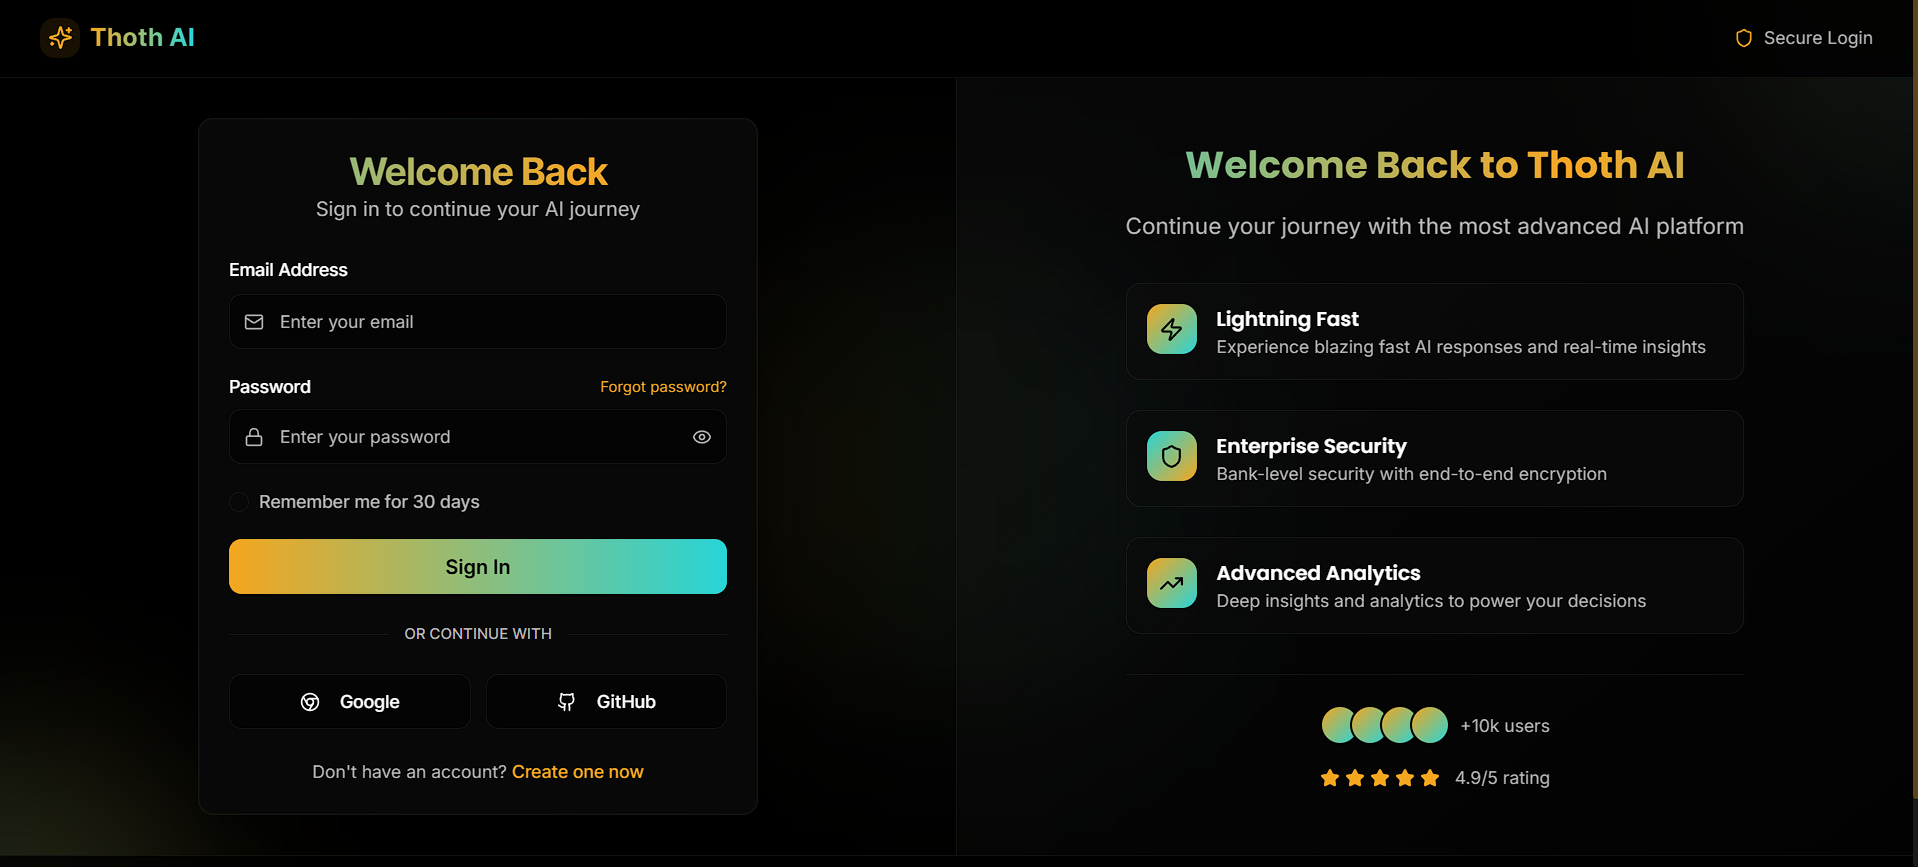 Thoth AI
Secure Login
Welcome Back
Sign in to continue your AI journey
Email Address
Enter your email
Password
Forgot password?
Enter your password
Remember me for 30 days
Sign In
OR CONTINUE WITH
Google
GitHub
Don't have an account? Create one now
Welcome Back to Thoth AI
Continue your journey with the most advanced AI platform
Lightning Fast
Experience blazing fast AI responses and real-time insights
Enterprise Security
Bank-level security with end-to-end encryption
Advanced Analytics
Deep insights and analytics to power your decisions
+10k users
4.9/5 rating